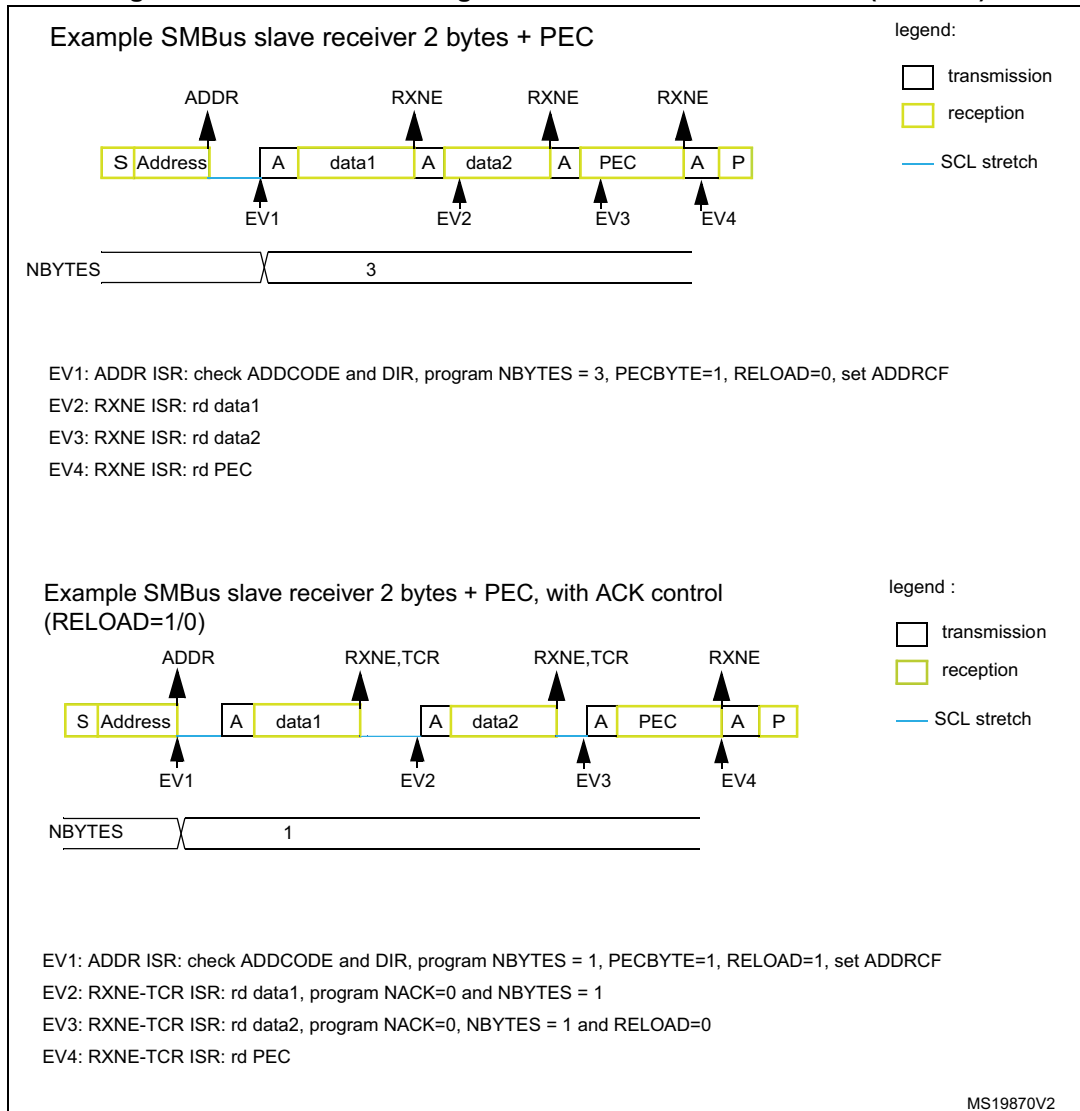 Example SMBus slave receiver 2 bytes + PEC
legend:
transmission
reception
SCL stretch
ADDR RXNE RXNE RXNE
S Address A data1 A data2 A PEC A P
EV1 EV2 EV3 EV4
NBYTES 3
EV1: ADDR ISR: check ADDCODE and DIR, program NBYTES = 3, PECBYTE=1, RELOAD=0, set ADDRCF
EV2: RXNE ISR: rd data1
EV3: RXNE ISR: rd data2
EV4: RXNE ISR: rd PEC
Example SMBus slave receiver 2 bytes + PEC, with ACK control
(RELOAD=1/0)
legend :
transmission
reception
SCL stretch
ADDR RXNE,TCR RXNE,TCR RXNE
S Address A data1 A data2 A PEC A P
EV1 EV2 EV3 EV4
NBYTES 1
EV1: ADDR ISR: check ADDCODE and DIR, program NBYTES = 1, PECBYTE=1, RELOAD=1, set ADDRCF
EV2: RXNE-TCR ISR: rd data1, program NACK=0 and NBYTES = 1
EV3: RXNE-TCR ISR: rd data2, program NACK=0, NBYTES = 1 and RELOAD=0
EV4: RXNE-TCR ISR: rd PEC
MS19870V2